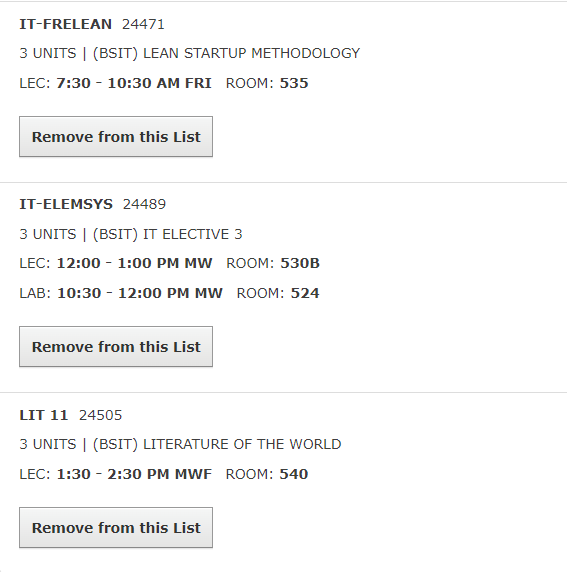 IT-FRELEAN 24471
3 UNITS | (BSIT) LEAN STARTUP METHODOLOGY
LEC: 7:30 - 10:30 AM FRI ROOM: 535
Remove from this List
IT-ELEMSYS 24489
3 UNITS | (BSIT) IT ELECTIVE 3
LEC: 12:00 - 1:00 PM MW ROOM: 530B
LAB: 10:30 - 12:00 PM MW ROOM: 524
Remove from this List
LIT 11 24505
3 UNITS | (BSIT) LITERATURE OF THE WORLD
LEC: 1:30 - 2:30 PM MWF ROOM: 540
Remove from this List